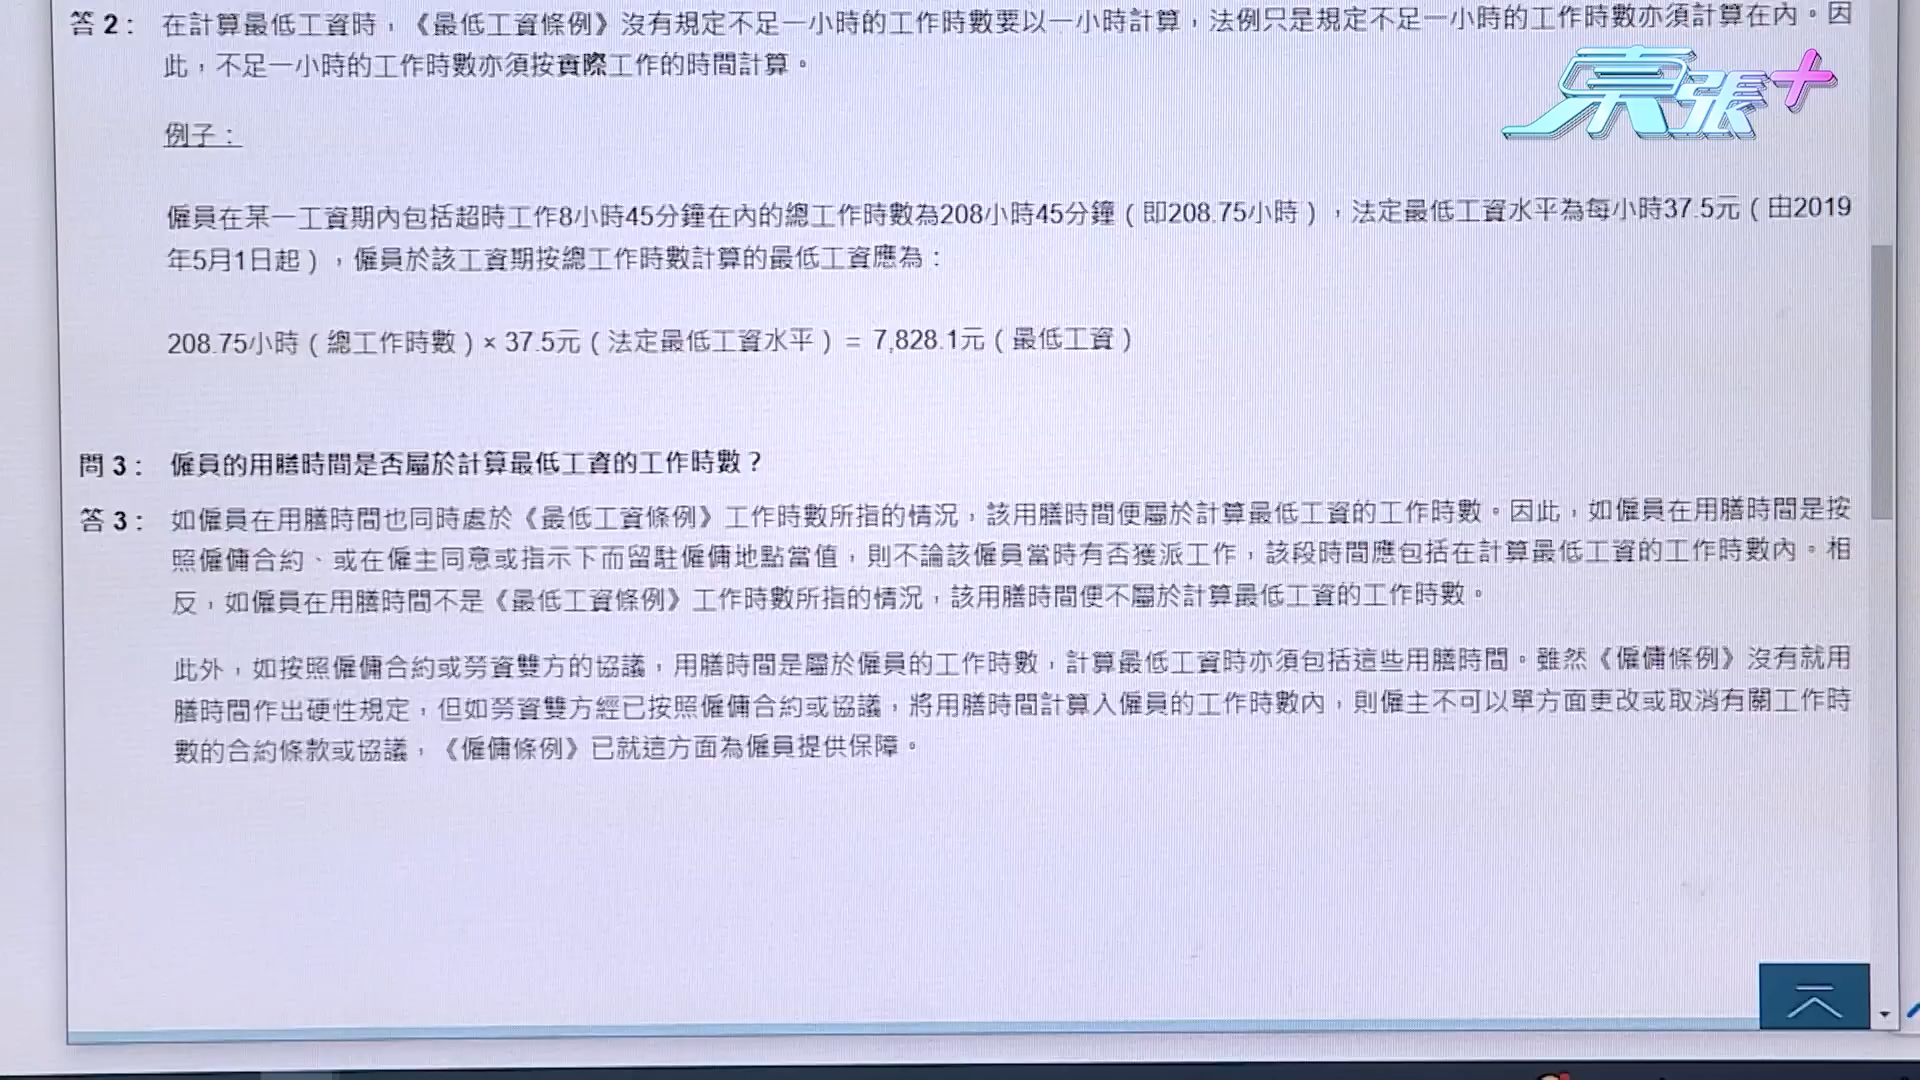 答 2： 在計算最低工資時，《最低工資條例》沒有規定不足一小時的工作時數要以一小時計算，法例只是規定不足一小時的工作時數亦須計算在內。因
此，不足一小時的工作時數亦須按實際工作的時間計算。
東張+
例子：
僱員在某一工資期內包括超時工作8小時45分鐘在內的總工作時數為208小時45分鐘（即208.75小時），法定最低工資水平為每小時37.5元（由2019
年5月1日起），僱員於該工資期按總工作時數計算的最低工資應為：
208.75小時（總工作時數）× 37.5元（法定最低工資水平）＝ 7,828.1元（最低工資）
問 3： 僱員的用膳時間是否屬於計算最低工資的工作時數？
答 3： 如僱員在用膳時間也同時處於《最低工資條例》工作時數所指的情況，該用膳時間便屬於計算最低工資的工作時數。因此，如僱員在用膳時間是按
照僱傭合約、或在僱主同意或指示下而留駐僱傭地點當值，則不論該僱員當時有否獲派工作，該段時間應包括在計算最低工資的工作時數內。相
反，如僱員在用膳時間不是《最低工資條例》工作時數所指的情況，該用膳時間便不屬於計算最低工資的工作時數。
此外，如按照僱傭合約或勞資雙方的協議，用膳時間是屬於僱員的工作時數，計算最低工資時亦須包括這些用膳時間。雖然《僱傭條例》沒有就用
膳時間作出硬性規定，但如勞資雙方經已按照僱傭合約或協議，將用膳時間計算入僱員的工作時數內，則僱主不可以單方面更改或取消有關工作時
數的合約條款或協議，《僱傭條例》已就這方面為僱員提供保障。